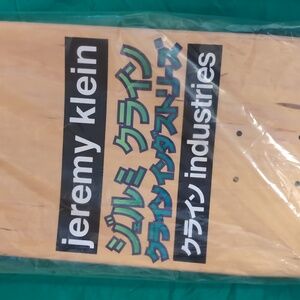 jeremy klein
ジェルミ クライン
クラインインダストリーズ
クライン industries